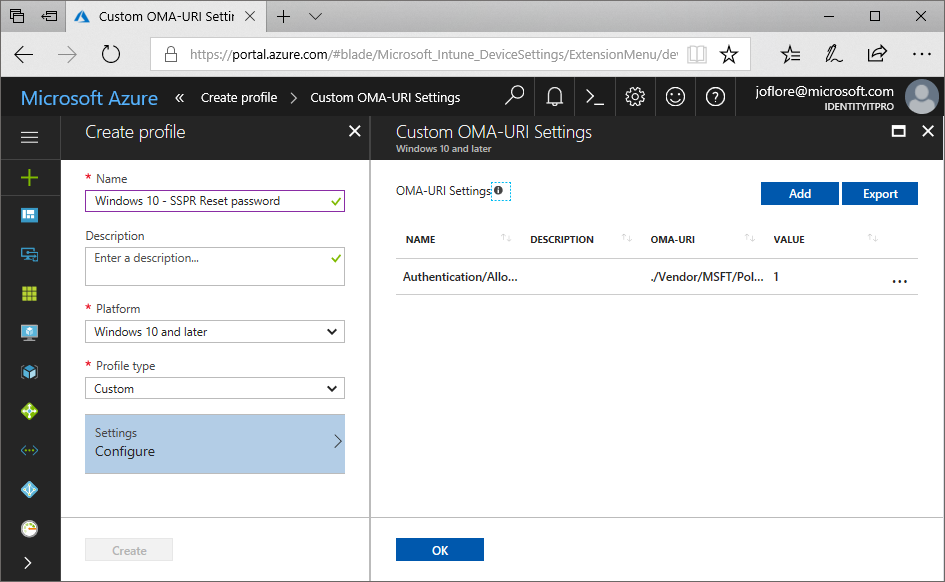 Custom OMA-URI Settir
https://portal.azure.com/#blade/Microsoft_Intune_DeviceSettings/ExtensionMenu/de
Microsoft Azure « Create profile > Custom OMA-URI Settings
joflore@microsoft.com
IDENTITYITPRO
Create profile
Custom OMA-URI Settings
Windows 10 and later
* Name
Windows 10 - SSPR Reset password
Description
Enter a description...
* Platform
Windows 10 and later
* Profile type
Custom
Settings
Configure
Create
OMA-URI Settings
Add Export
NAME DESCRIPTION OMA-URI VALUE
Authentication/Allo... ./Vendor/MSFT/Pol... 1 ...
OK